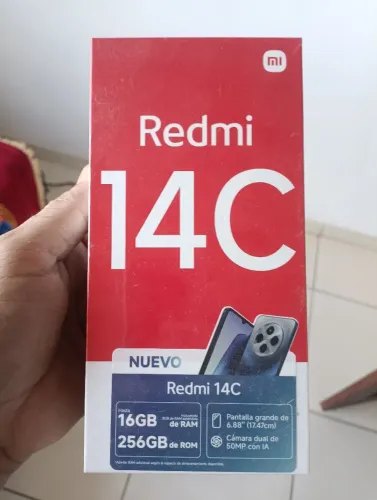 mi
Redmi
14C
NUEVO
Redmi 14C
Hasta
16GB
de RAM
256GB de ROM
Pantalla grande de
6.88" (17.47cm)
Cámara dual de
50MP con IA